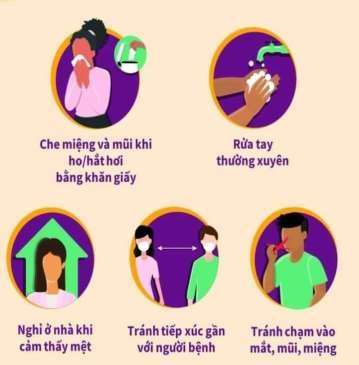 Che miệng và mũi khi
ho/hắt hơi
bằng khăn giấy
Rửa tay
thường xuyên
Nghi ở nhà khi
cảm thấy mệt
Tránh tiếp xúc gần
với người bệnh
Tránh chạm vào
mắt, mũi, miệng